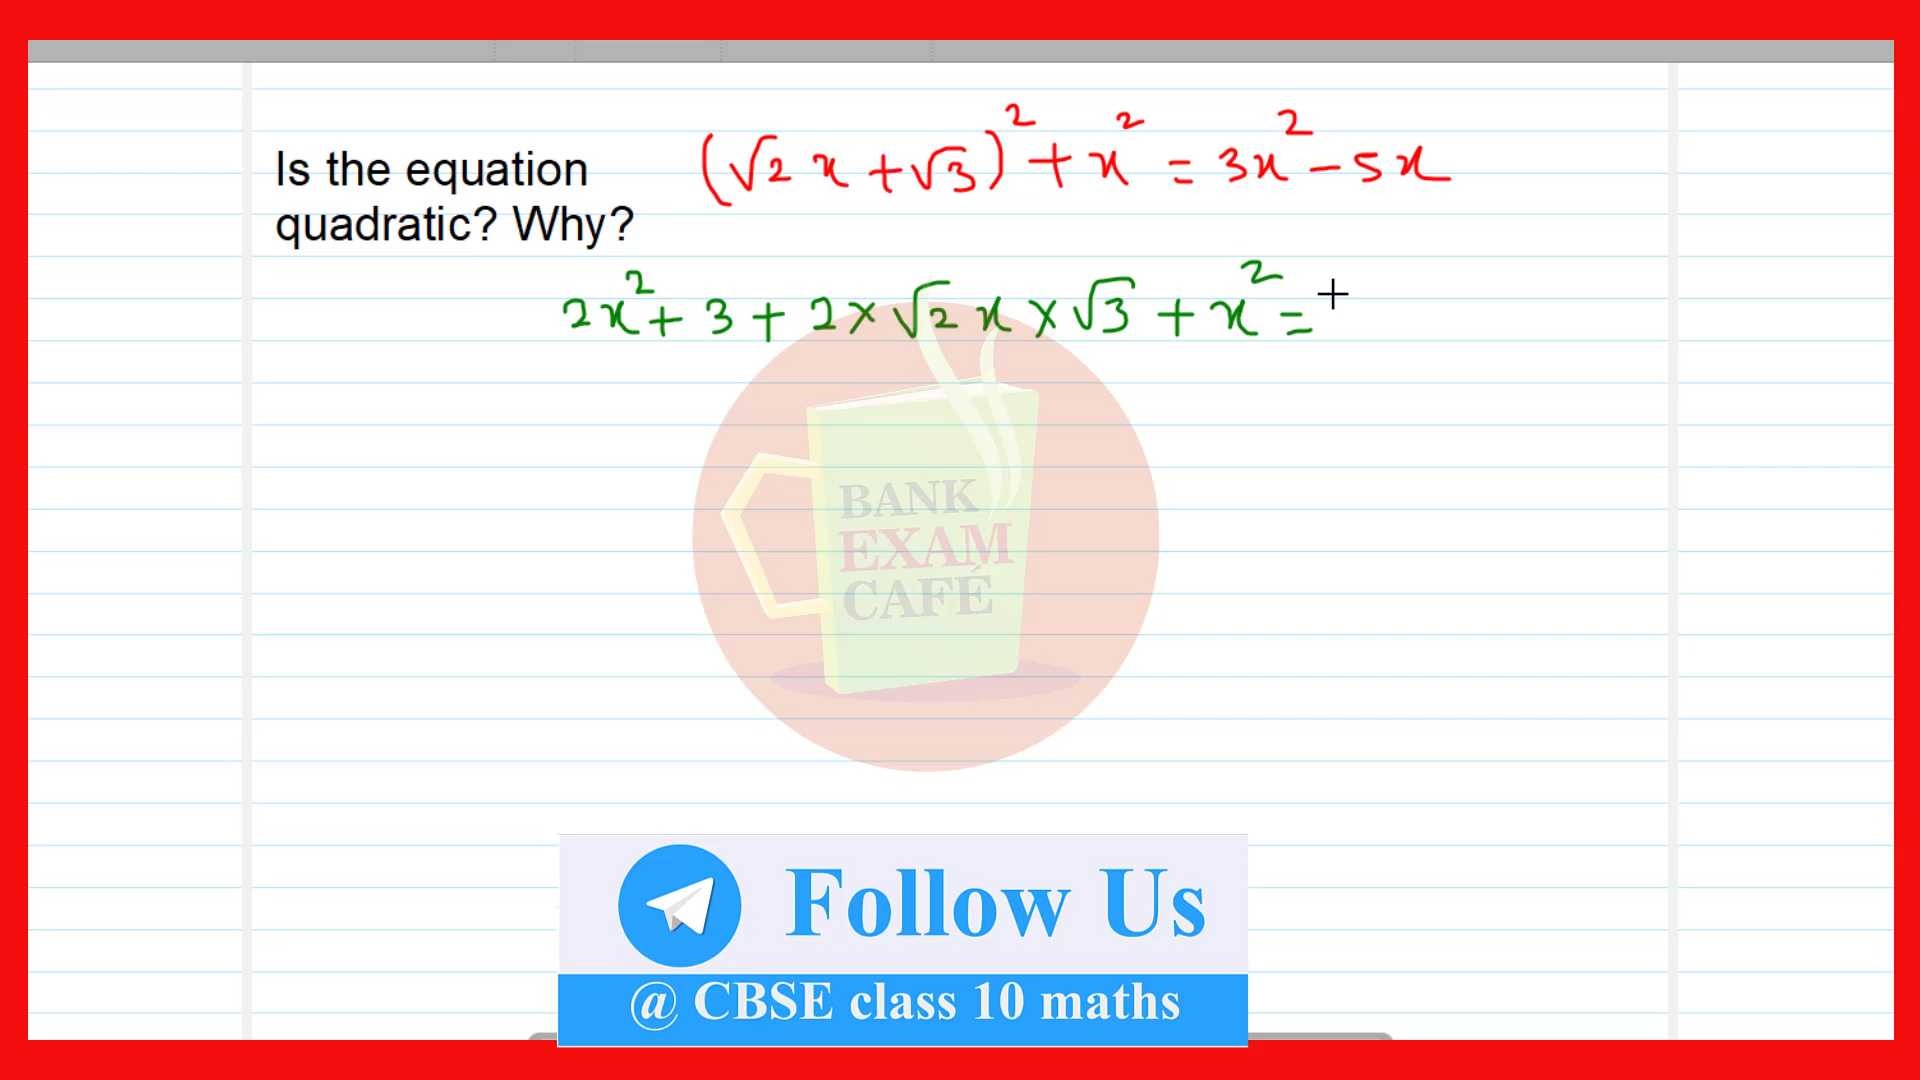 Is the equation
quadratic? Why?
(√2 x + √3)² + x² = 3x² - 5x
2x² + 3 + 2 × √2 x × √3 + x² =
BANK
EXAM
CAFÉ
Follow Us
@ CBSE class 10 maths